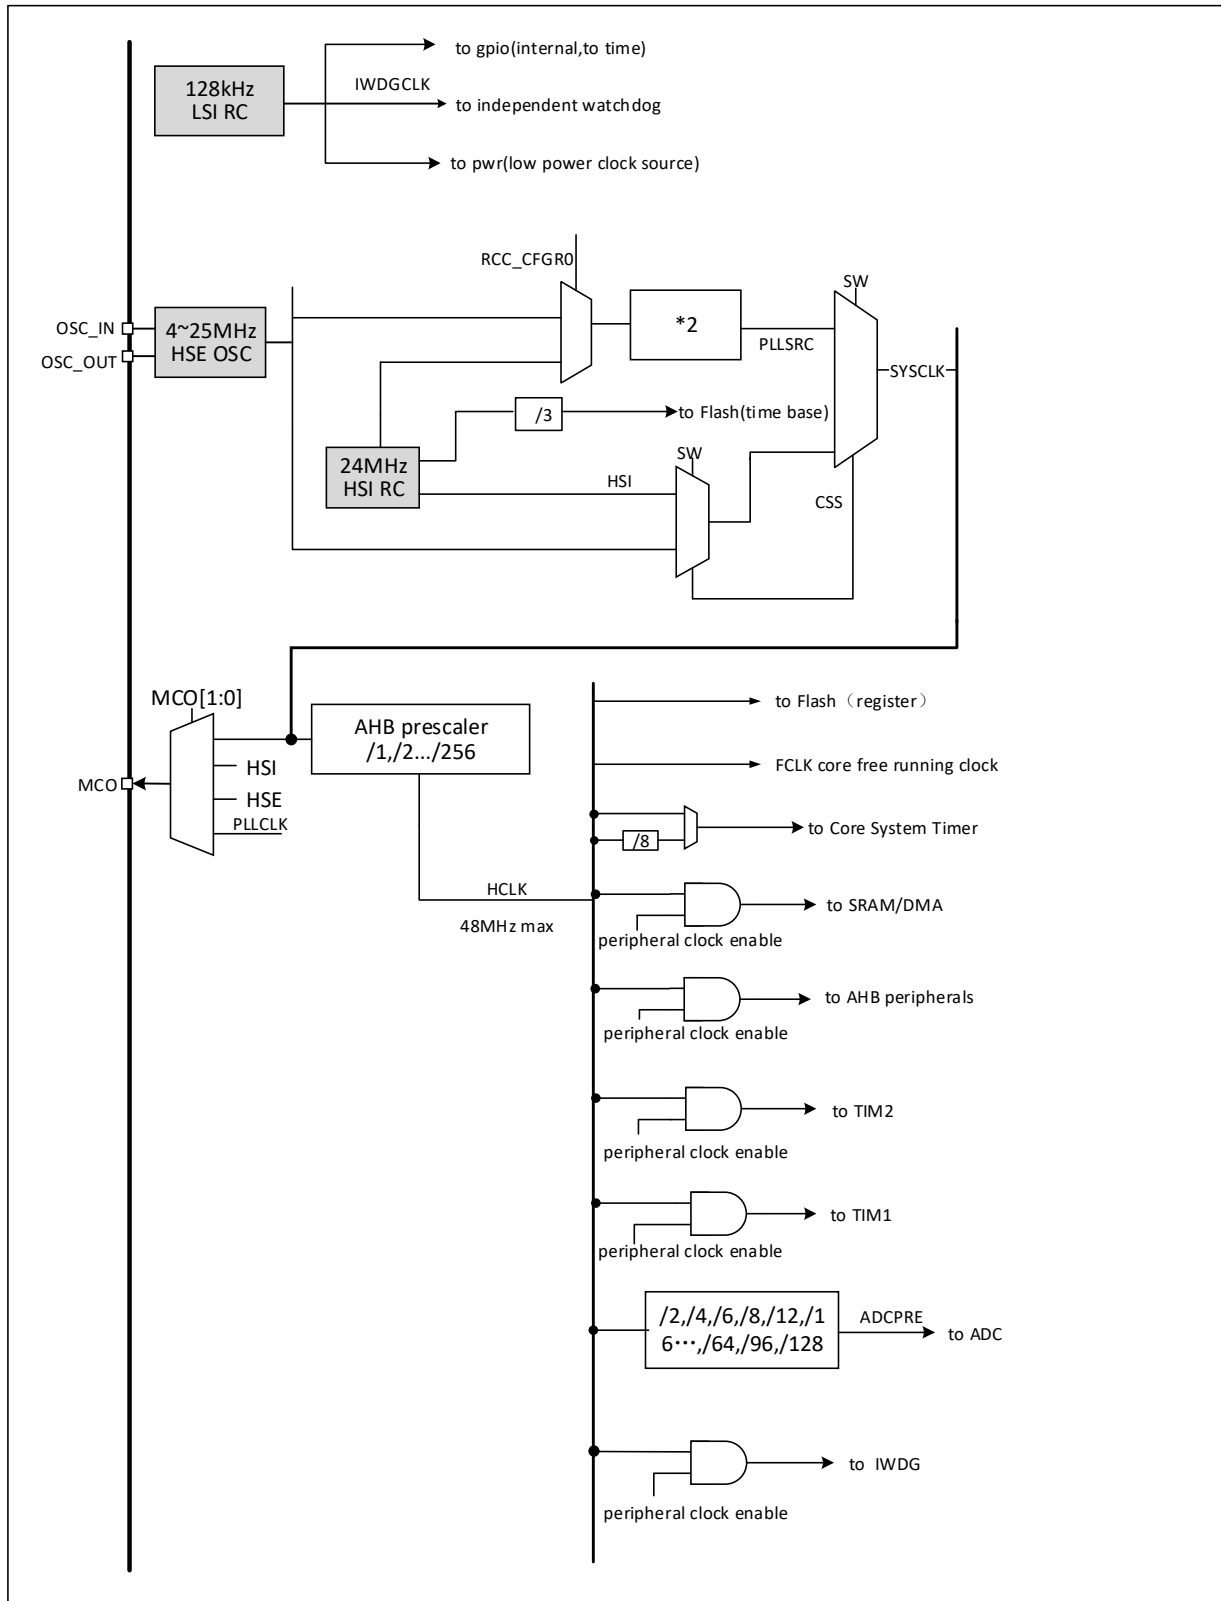 to gpio(internal,to time)
128kHz
LSI RC
IWDGCLK
to independent watchdog
to pwr(low power clock source)
RCC_CFGR0
SW
OSC_IN
4~25MHz
HSE OSC
*2
PLLSRC
OSC_OUT
SYSCLK
/3
to Flash(time base)
24MHz
HSI RC
SW
HSI
CSS
MCO[1:0]
AHB prescaler
/1,/2.../256
to Flash（register）
HSI
FCLK core free running clock
MCO
HSE
PLLCLK
/8
to Core System Timer
HCLK
48MHz max
to SRAM/DMA
peripheral clock enable
to AHB peripherals
peripheral clock enable
to TIM2
peripheral clock enable
to TIM1
peripheral clock enable
/2,/4,/6,/8,/12,/1
6···,/64,/96,/128
ADCPRE
to ADC
to IWDG
peripheral clock enable